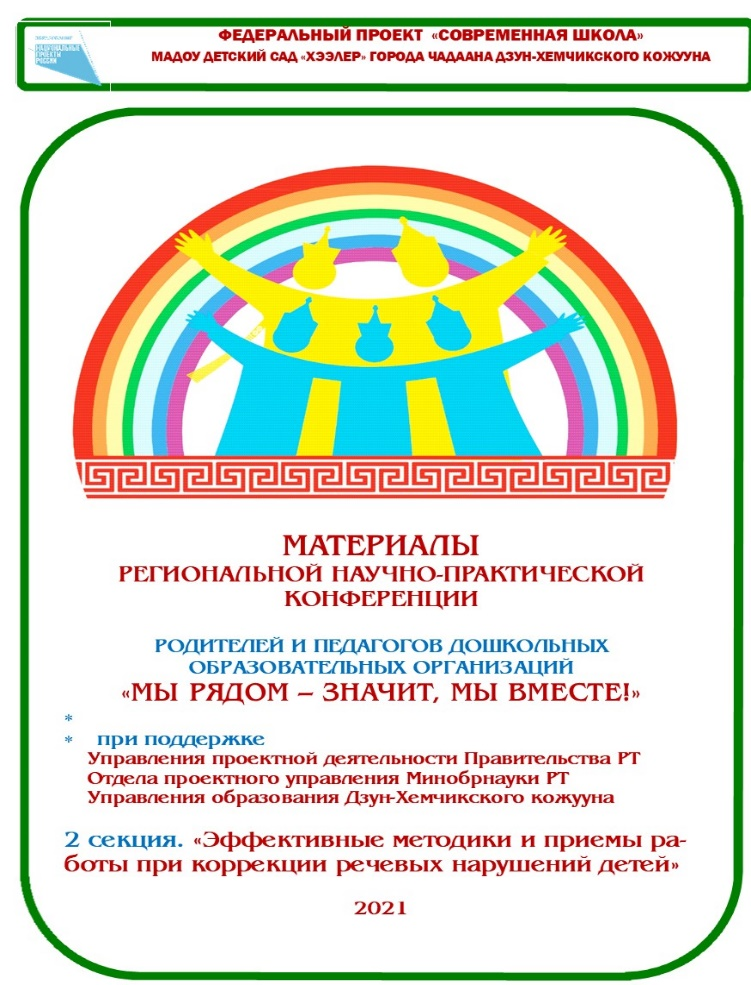 ФЕДЕРАЛЬНЫЙ ПРОЕКТ «СОВРЕМЕННАЯ ШКОЛА»
МАДОУ ДЕТСКИЙ САД «ХЭЭЛЕР» ГОРОДА ЧАДААНА ДЗУН-ХЕМЧИКСКОГО КОЖУУНА
НАЦИОНАЛЬНЫЕ
ПРОЕКТЫ
РОССИИ
МАТЕРИАЛЫ
РЕГИОНАЛЬНОЙ НАУЧНО-ПРАКТИЧЕСКОЙ
КОНФЕРЕНЦИИ
РОДИТЕЛЕЙ И ПЕДАГОГОВ ДОШКОЛЬНЫХ
ОБРАЗОВАТЕЛЬНЫХ ОРГАНИЗАЦИЙ
«МЫ РЯДОМ – ЗНАЧИТ, МЫ ВМЕСТЕ!»
*
* при поддержке
Управления проектной деятельности Правительства РТ
Отдела проектного управления Минобрнауки РТ
Управления образования Дзун-Хемчикского кожууна
2 секция. «Эффективные методики и приемы ра-
боты при коррекции речевых нарушений детей»
2021